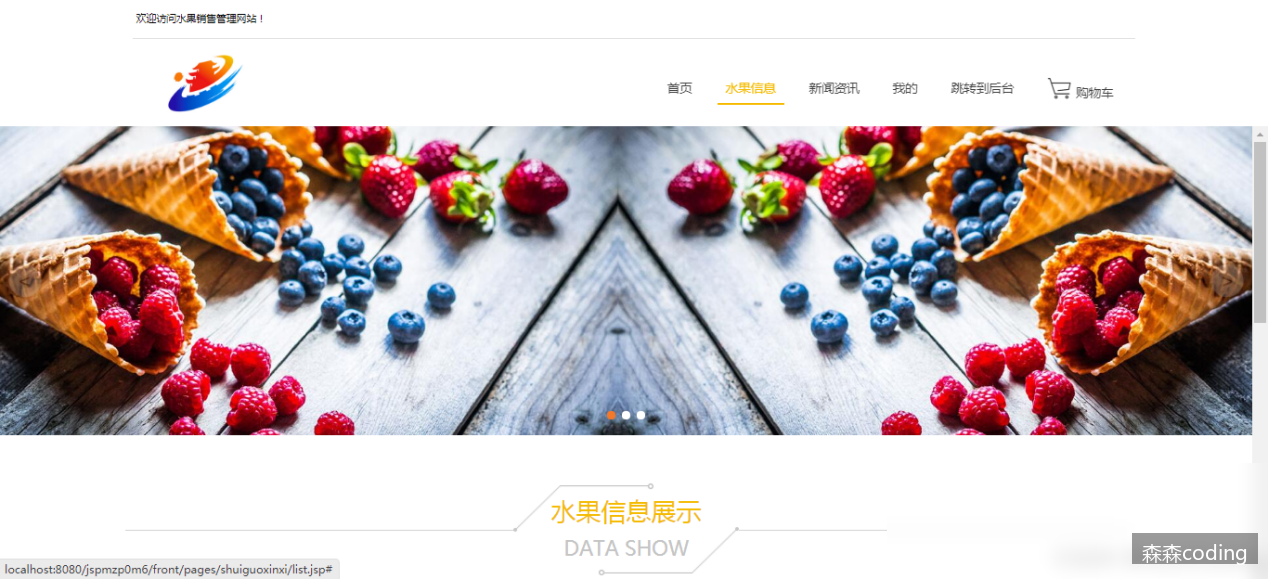 欢迎访问水果销售管理网站！
首页 水果信息 新闻资讯 我的 跳转到后台 购物车
水果信息展示
DATA SHOW
森森coding
localhost:8080/jspmzp0m6/front/pages/shuiguoxinxi/list.jsp#